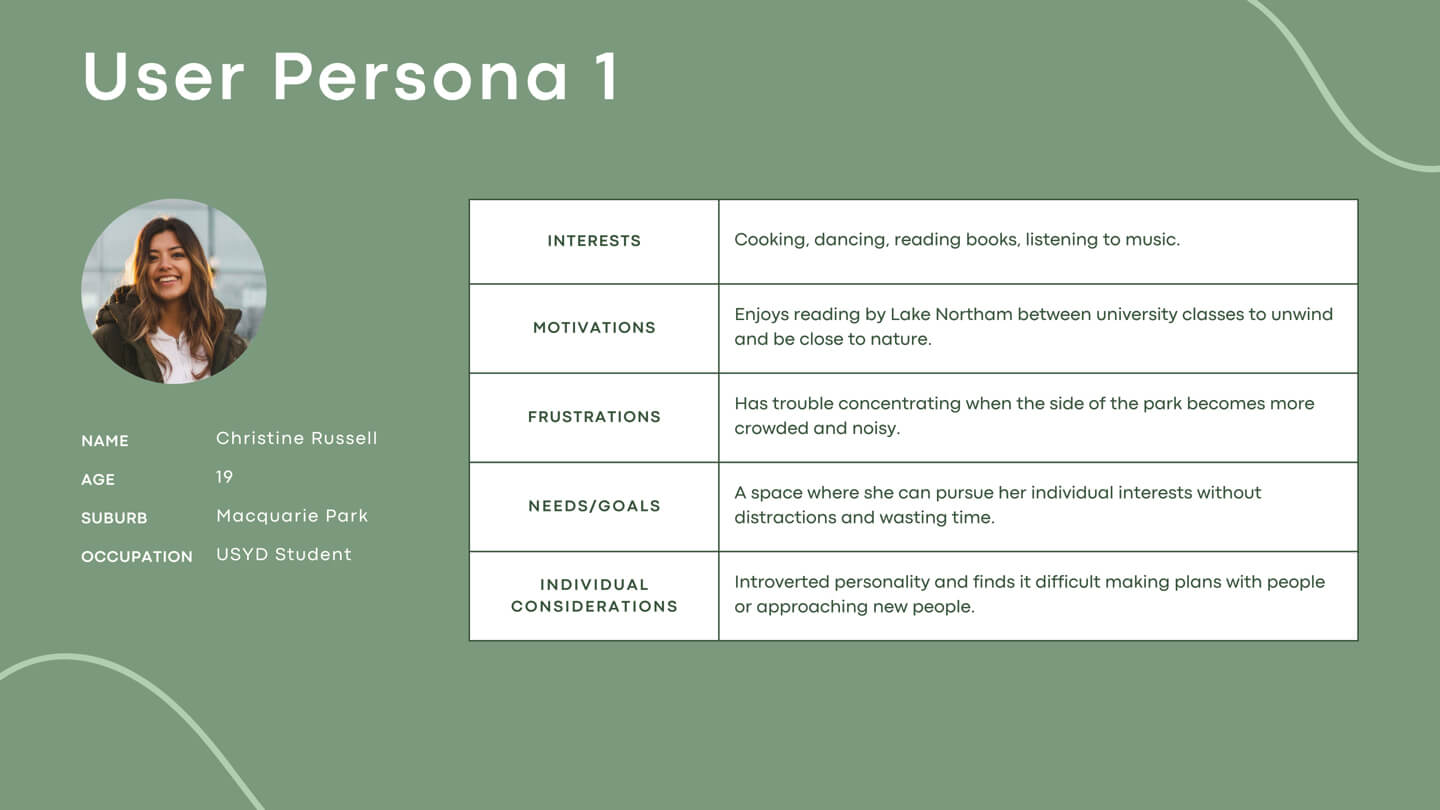 User Persona 1
NAME Christine Russell
AGE 19
SUBURB Macquarie Park
OCCUPATION USYD Student
INTERESTS
Cooking, dancing, reading books, listening to music.
MOTIVATIONS
Enjoys reading by Lake Northam between university classes to unwind
and be close to nature.
FRUSTRATIONS
Has trouble concentrating when the side of the park becomes more
crowded and noisy.
NEEDS/GOALS
A space where she can pursue her individual interests without
distractions and wasting time.
INDIVIDUAL
CONSIDERATIONS
Introverted personality and finds it difficult making plans with people
or approaching new people.